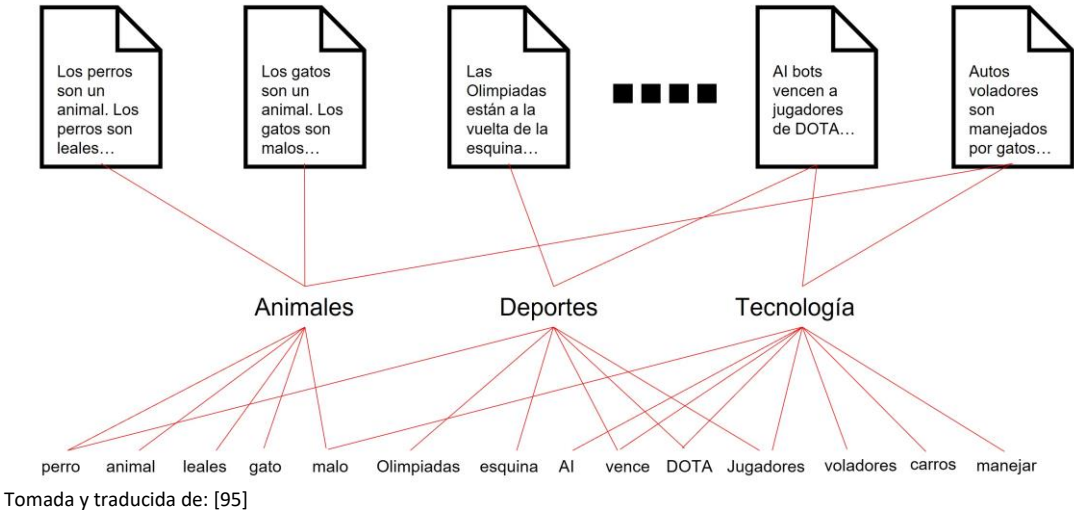 Los perros
son un
animal. Los
perros son
leales…
Los gatos
son un
animal. Los
gatos son
malos…
Las
Olimpiadas
están a la
vuelta de la
esquina…
AI bots
vencen a
jugadores
de DOTA…
Autos
voladores
son
manejados
por gatos…
Animales Deportes Tecnología
perro animal leales gato malo Olimpiadas esquina AI vence DOTA Jugadores voladores carros manejar
Tomada y traducida de: [95]